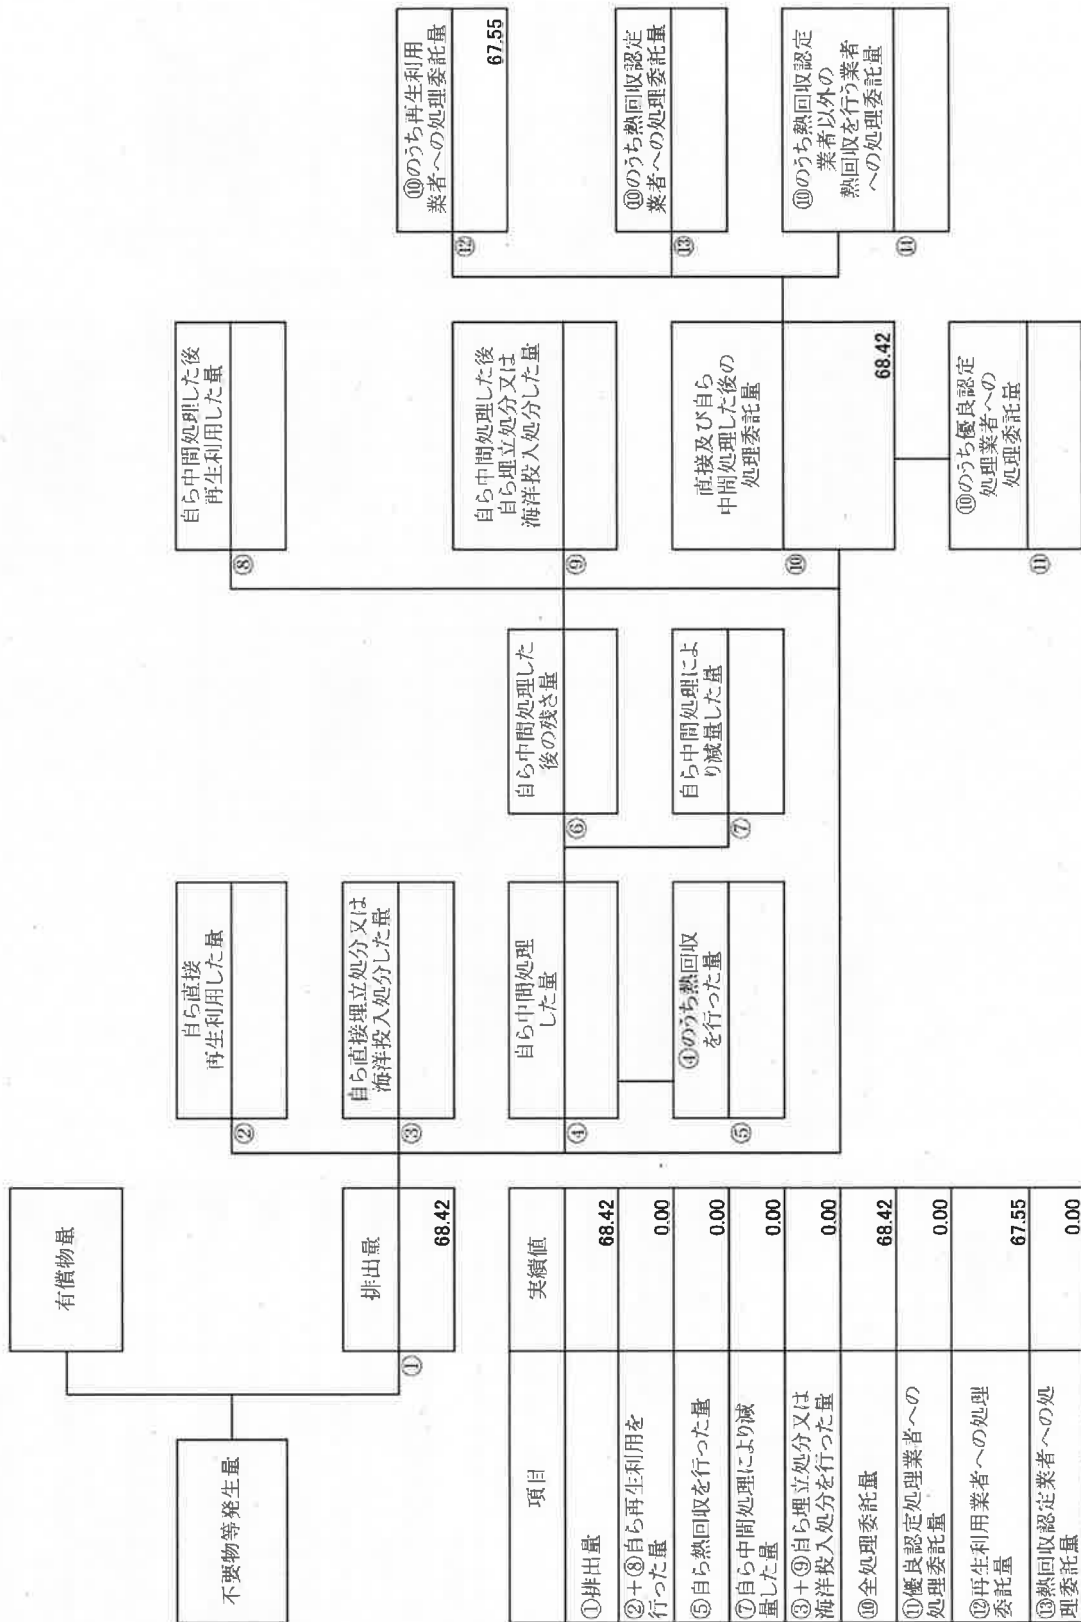 不要物等発生量
有償物量
排出量
①
68.42
自ら直接
再生利用した量
②
自ら直接埋立処分又は
海洋投入処分した量
③
自ら中間処理
した量
④
④のうち熱回収
を行った量
⑤
自ら中間処理した
後の残さ量
⑥
自ら中間処理によ
り減量した量
⑦
自ら中間処理した後
再生利用した量
⑧
自ら中間処理した後
自ら埋立処分又は
海洋投入処分した量
⑨
直接及び自ら
中間処理した後の
処理委託量
⑩
68.42
⑩のうち優良認定
処理業者への
処理委託量
⑪
⑩のうち再生利用
業者への処理委託量
⑫
67.55
⑩のうち熱回収認定
業者への処理委託量
⑬
⑩のうち熱回収認定
業者以外の
熱回収を行う業者
への処理委託量
⑭
項目
実績値
①排出量
68.42
②+⑧自ら再生利用を
行った量
0.00
⑤自ら熱回収を行った量
0.00
⑦自ら中間処理により減
量した量
0.00
③+⑨自ら埋立処分又は
海洋投入処分を行った量
0.00
⑩全処理委託量
68.42
⑪優良認定処理業者への
処理委託量
0.00
⑫再生利用業者への処理
委託量
67.55
⑬熱回収認定業者への処
理委託量
0.00